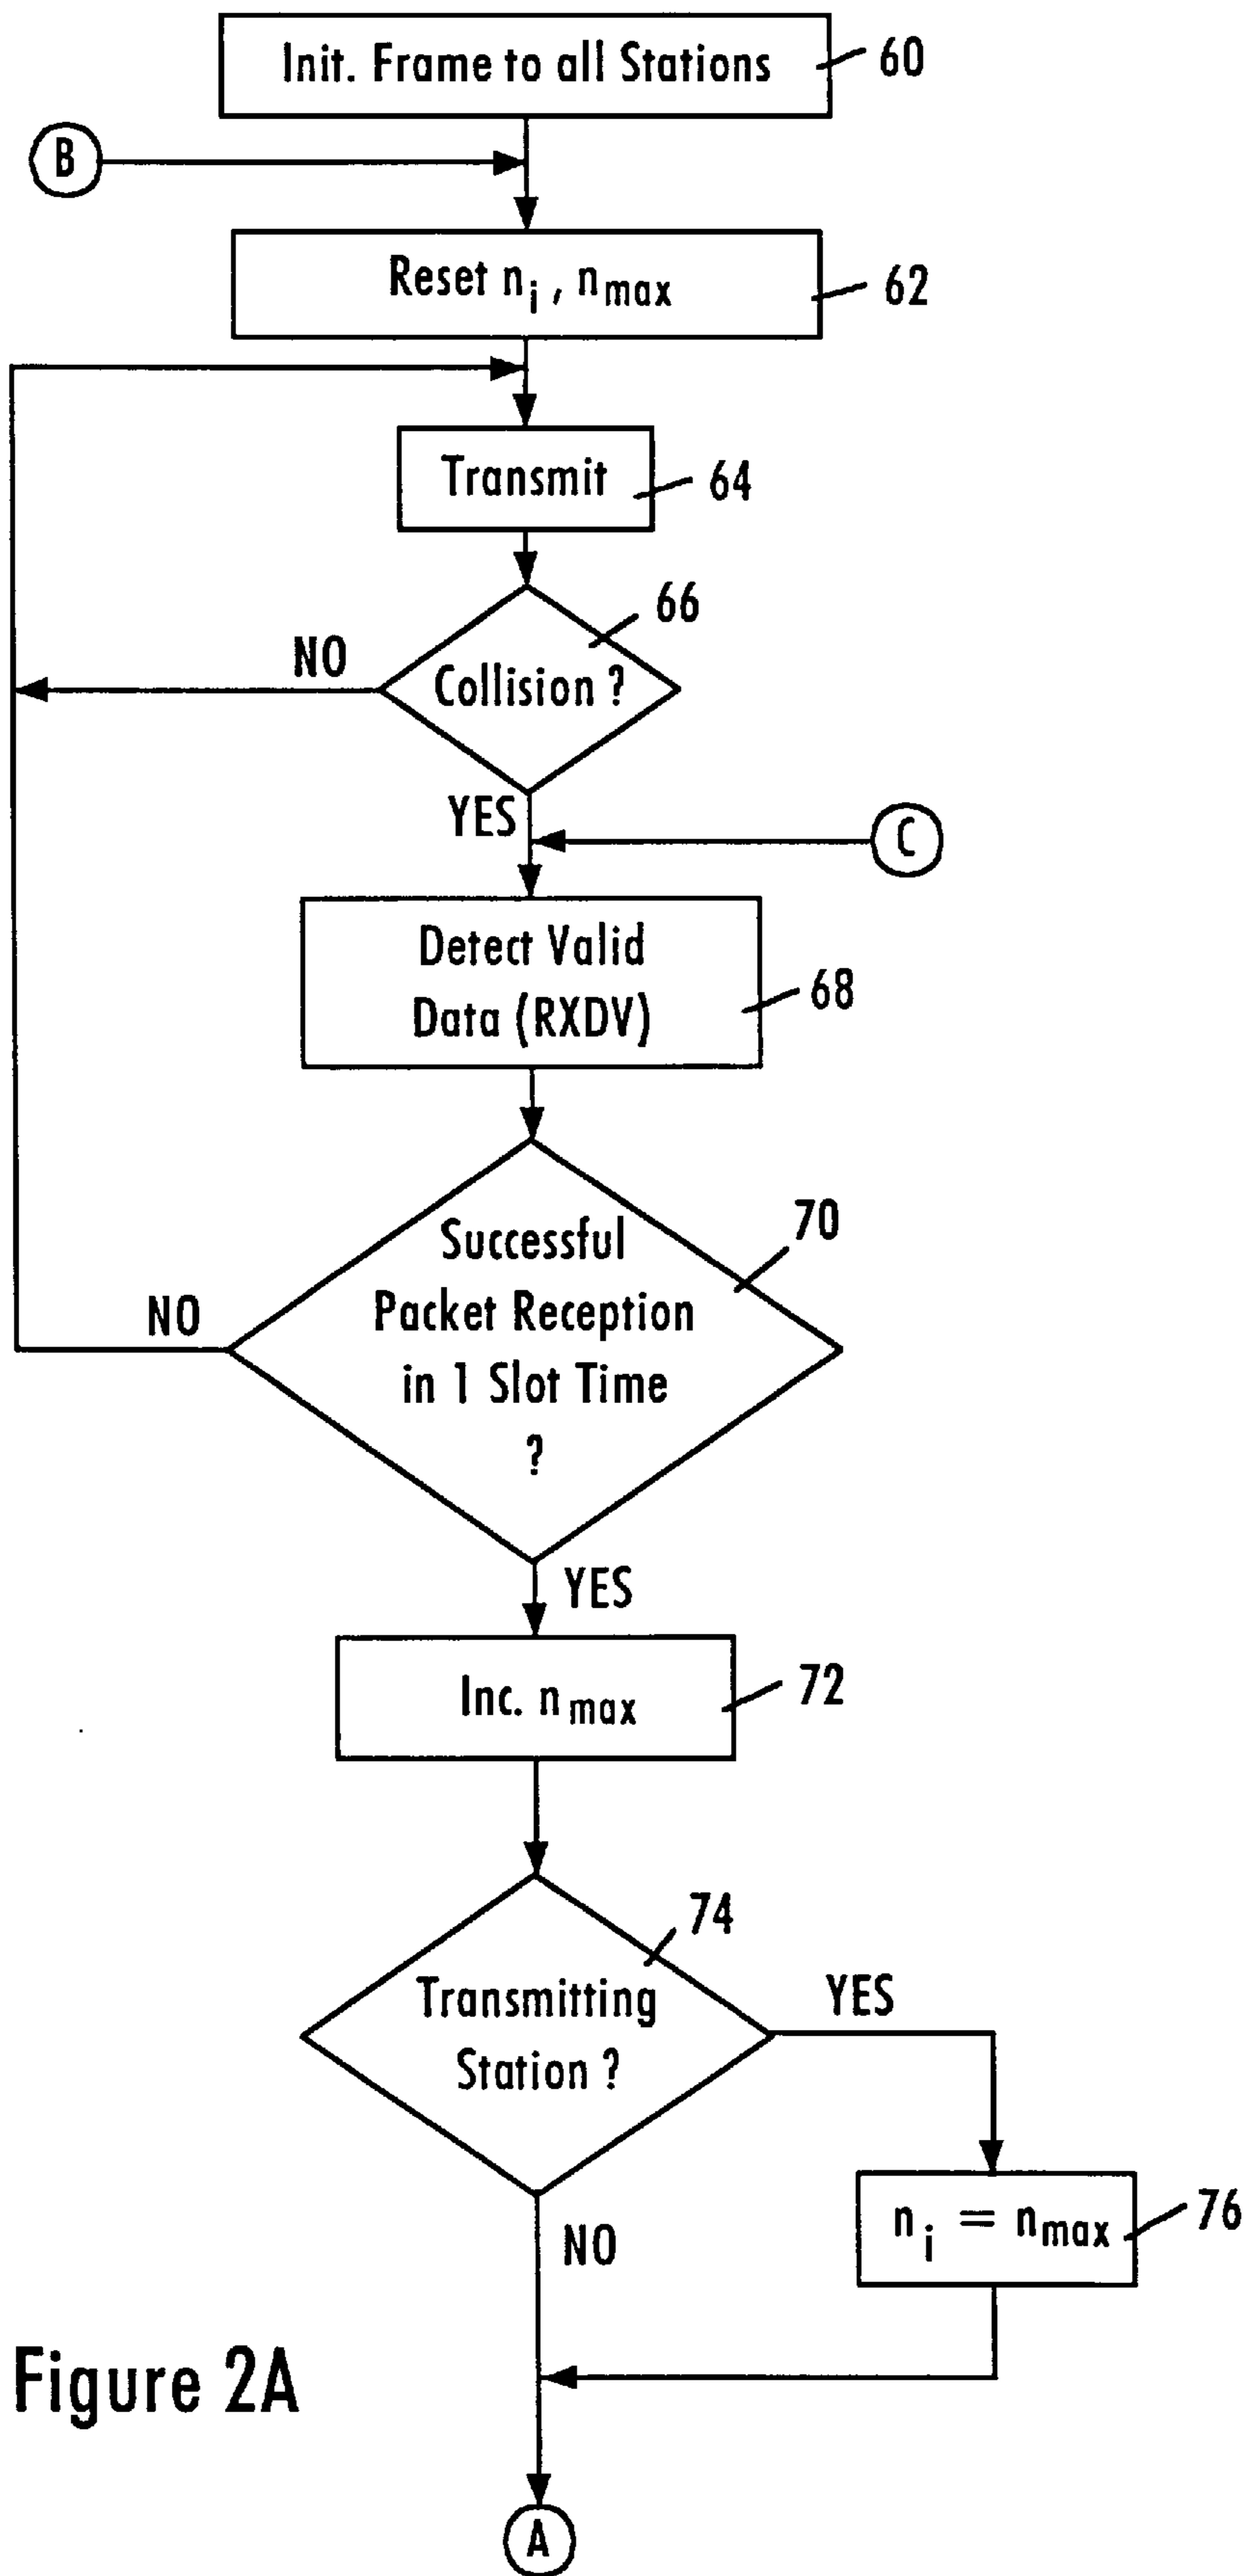 Init. Frame to all Stations
60
B
Reset n_i , n_max
62
Transmit
64
66
NO
Collision ?
YES
C
Detect Valid
Data (RXDV)
68
70
Successful
Packet Reception
in 1 Slot Time
?
NO
YES
Inc. n_max
72
74
Transmitting
Station ?
YES
n_i = n_max
76
NO
Figure 2A
A